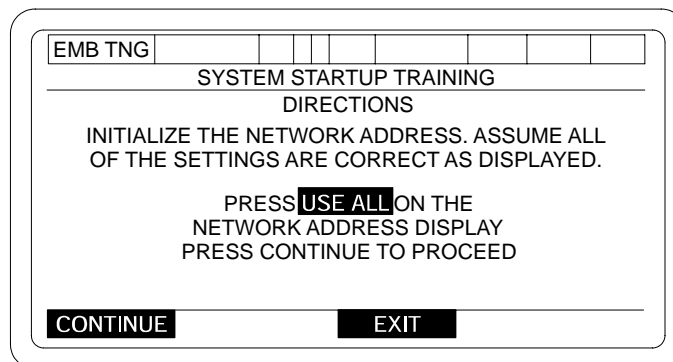 EMB TNG
SYSTEM STARTUP TRAINING
DIRECTIONS
INITIALIZE THE NETWORK ADDRESS. ASSUME ALL
OF THE SETTINGS ARE CORRECT AS DISPLAYED.
PRESS USE ALL ON THE
NETWORK ADDRESS DISPLAY
PRESS CONTINUE TO PROCEED
CONTINUE EXIT